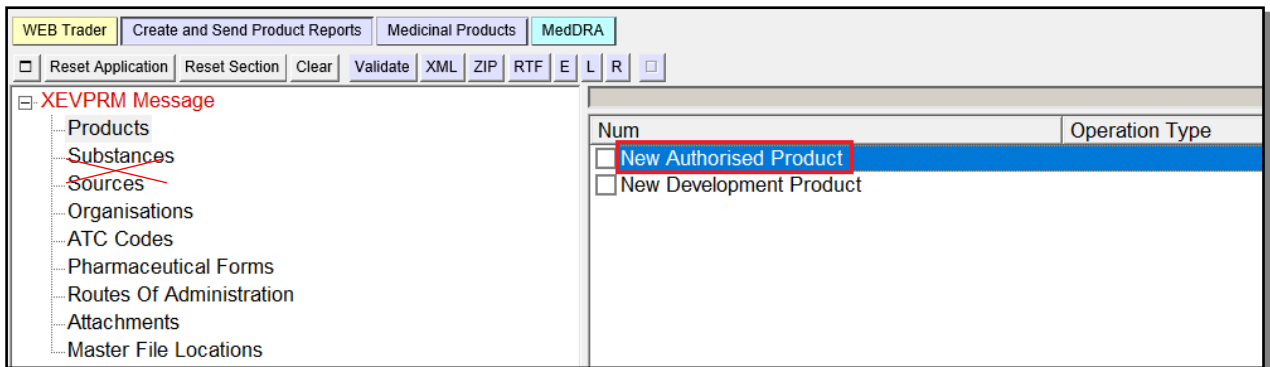 WEB Trader Create and Send Product Reports Medicinal Products MedDRA
Reset Application Reset Section Clear Validate XML ZIP RTF E L R
XEVPRM Message
Products
Substances
Sources
Organisations
ATC Codes
Pharmaceutical Forms
Routes Of Administration
Attachments
Master File Locations
Num Operation Type
New Authorised Product
New Development Product